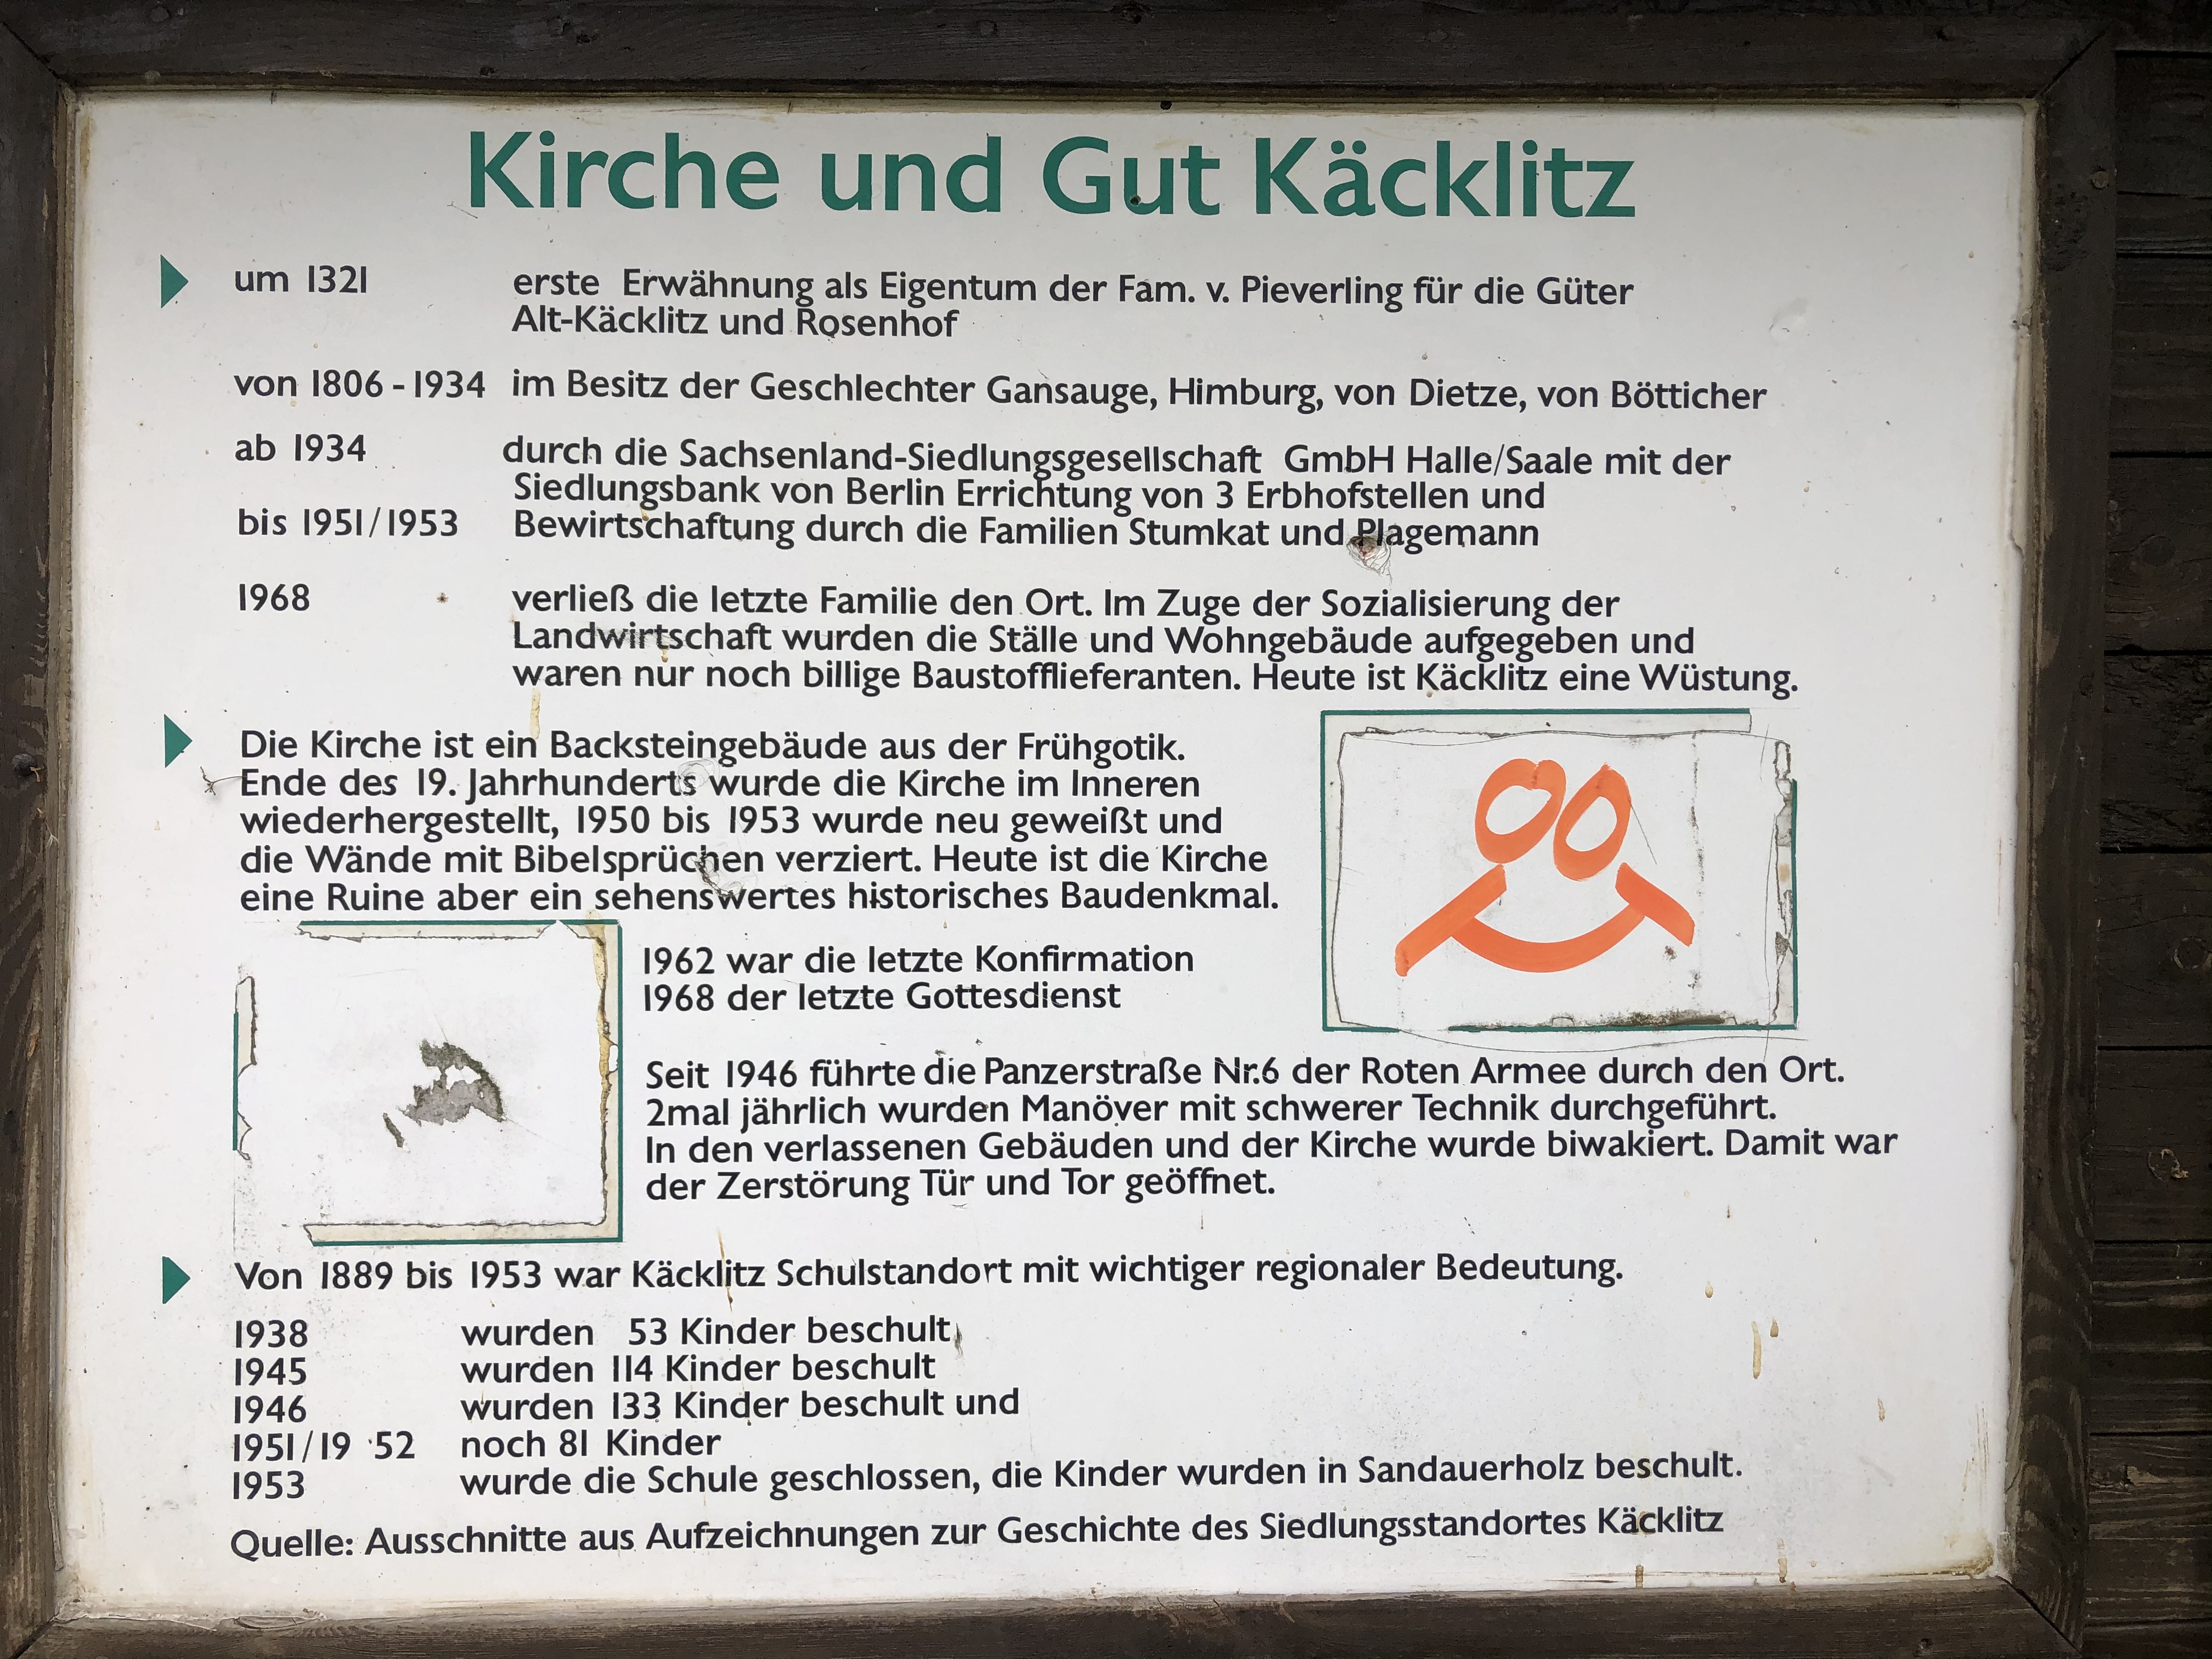 Kirche und Gut Käcklitz
um 1321 erste Erwähnung als Eigentum der Fam. v. Pieverling für die Güter
Alt-Käcklitz und Rosenhof
von 1806 - 1934 im Besitz der Geschlechter Gansauge, Himburg, von Dietze, von Bötticher
ab 1934 durch die Sachsenland-Siedlungsgesellschaft GmbH Halle/Saale mit der
Siedlungsbank von Berlin Errichtung von 3 Erbhofstellen und
bis 1951/1953 Bewirtschaftung durch die Familien Stumkat und Plagemann
1968 verließ die letzte Familie den Ort. Im Zuge der Sozialisierung der
Landwirtschaft wurden die Ställe und Wohngebäude aufgegeben und
waren nur noch billige Baustofflieferanten. Heute ist Käcklitz eine Wüstung.
Die Kirche ist ein Backsteingebäude aus der Frühgotik.
Ende des 19. Jahrhunderts wurde die Kirche im Inneren
wiederhergestellt, 1950 bis 1953 wurde neu geweißt und
die Wände mit Bibelsprüchen verziert. Heute ist die Kirche
eine Ruine aber ein sehenswertes historisches Baudenkmal.
1962 war die letzte Konfirmation
1968 der letzte Gottesdienst
Seit 1946 führte die Panzerstraße Nr.6 der Roten Armee durch den Ort.
2mal jährlich wurden Manöver mit schwerer Technik durchgeführt.
In den verlassenen Gebäuden und der Kirche wurde biwakiert. Damit war
der Zerstörung Tür und Tor geöffnet.
Von 1889 bis 1953 war Käcklitz Schulstandort mit wichtiger regionaler Bedeutung.
1938 wurden 53 Kinder beschult,
1945 wurden 114 Kinder beschult
1946 wurden 133 Kinder beschult und
1951/19 52 noch 81 Kinder
1953 wurde die Schule geschlossen, die Kinder wurden in Sandauerholz beschult.
Quelle: Ausschnitte aus Aufzeichnungen zur Geschichte des Siedlungsstandortes Käcklitz